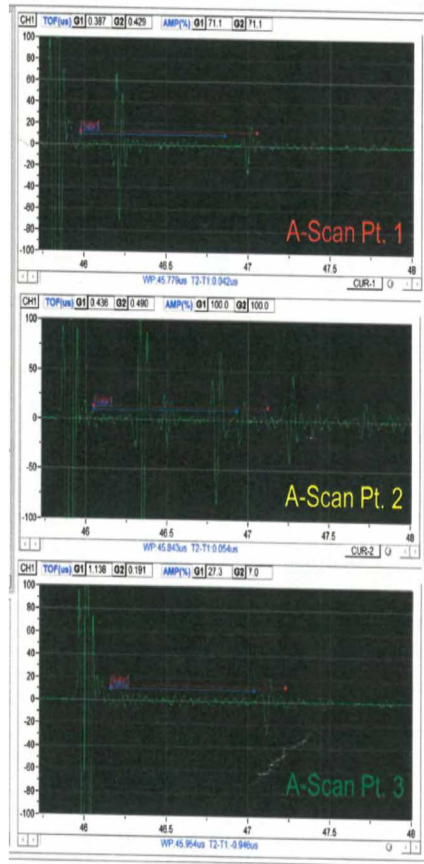 CH1 TOF(us) G1 0.387 G2 0.429 AMP(%) G1 71.1 G2 71.1
100
80
60
40
20
0
-20
-40
-60
-80
-100
A-Scan Pt. 1
46 46.5 47 47.5 48
WP:45.779us T2-T1:0.042us CUR-1
CH1 TOF(us) G1 0.436 G2 0.490 AMP(%) G1 100.0 G2 100.0
100
50
0
-50
-100
A-Scan Pt. 2
46 46.5 47 47.5 48
WP:45.843us T2-T1:0.054us CUR-2
CH1 TOF(us) G1 1.138 G2 0.191 AMP(%) G1 27.3 G2 7.0
100
80
60
40
20
0
-20
-40
-60
-80
-100
A-Scan Pt. 3
46 46.5 47 47.5 48
WP:45.954us T2-T1:-0.946us